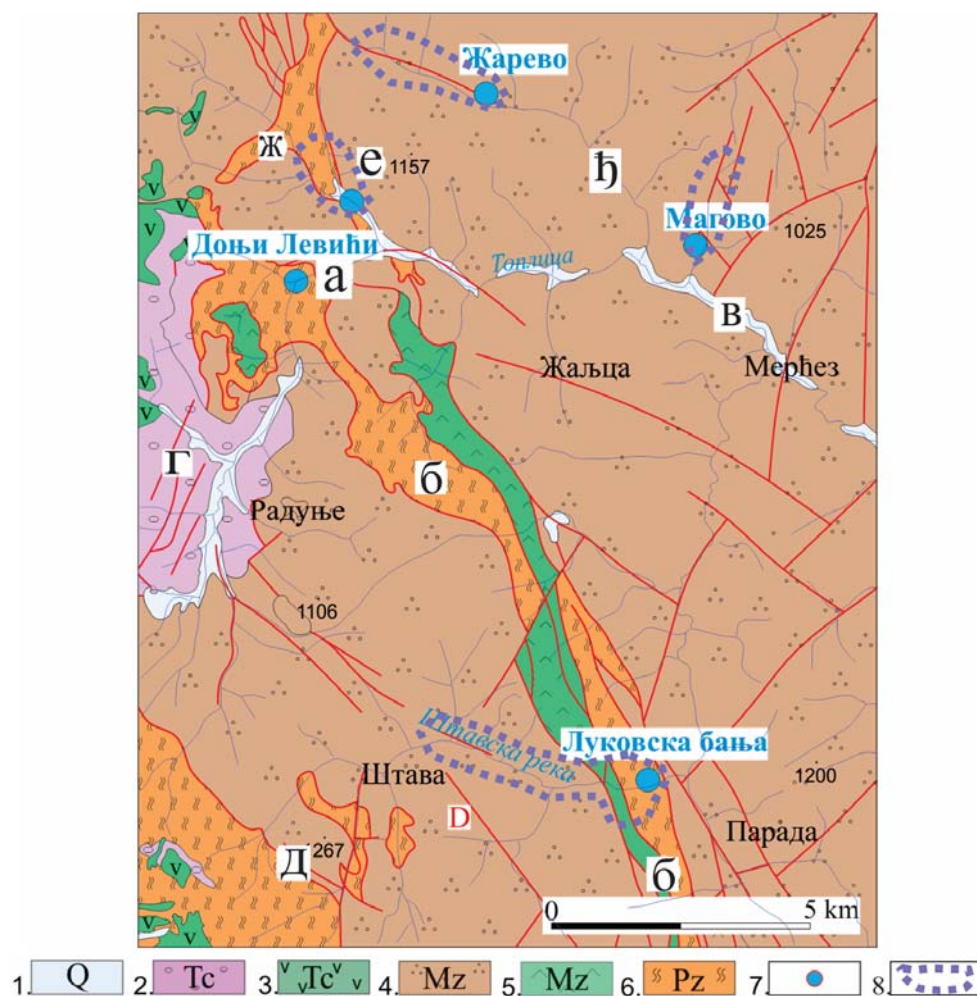 Жарево
ж
е
1157
ђ
Магово
1025
Доњи Левићи
а
Топлица
в
Жаљца
Мерћез
г
б
Радуње
1106
Штавска река
Луковска бања
Штава
1200
D
Парада
д
267
б
0 5 km
1. Q 2. Tc 3. Tc 4. Mz 5. Mz 6. Pz 7. 8.